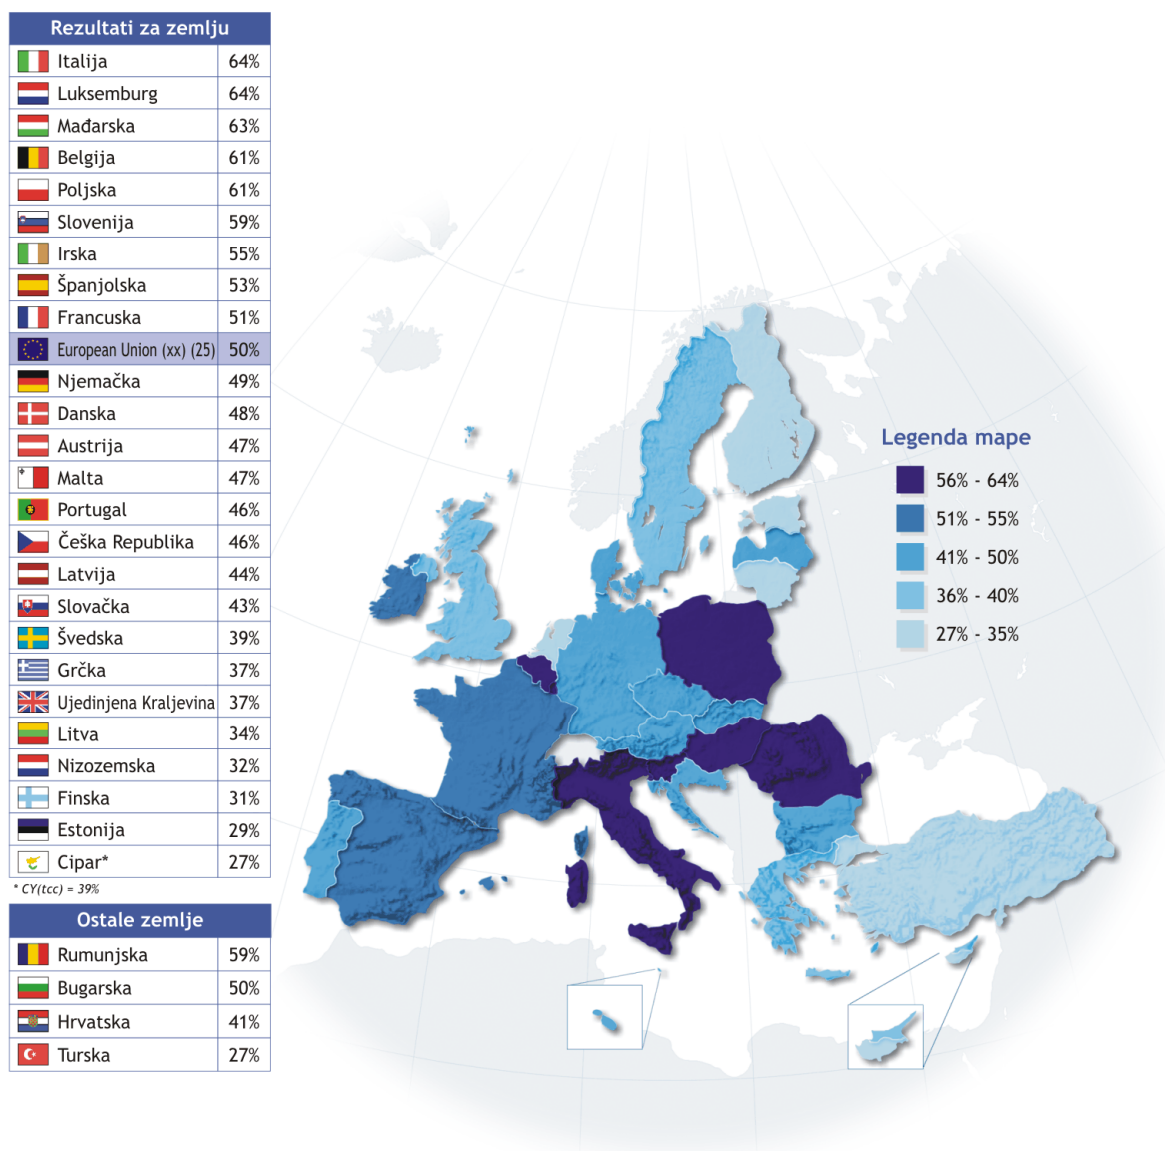 Rezultati za zemlju
Italija 64%
Luksemburg 64%
Mađarska 63%
Belgija 61%
Poljska 61%
Slovenija 59%
Irska 55%
Španjolska 53%
Francuska 51%
European Union (xx) (25) 50%
Njemačka 49%
Danska 48%
Austrija 47%
Malta 47%
Portugal 46%
Češka Republika 46%
Latvija 44%
Slovačka 43%
Švedska 39%
Grčka 37%
Ujedinjena Kraljevina 37%
Litva 34%
Nizozemska 32%
Finska 31%
Estonija 29%
Cipar* 27%
* CY(tcc) = 39%
Ostale zemlje
Rumunjska 59%
Bugarska 50%
Hrvatska 41%
Turska 27%
Legenda mape
56% - 64%
51% - 55%
41% - 50%
36% - 40%
27% - 35%